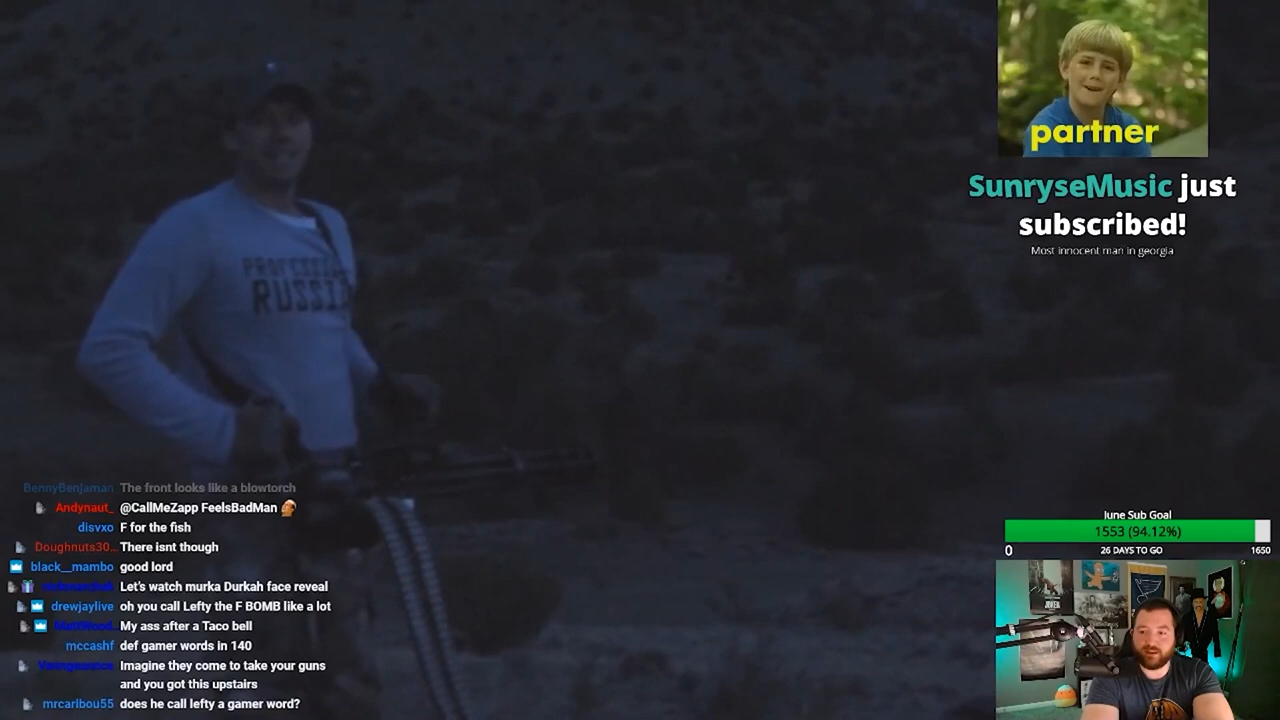 partner
SunryseMusic just
subscribed!
Most innocent man in georgia
PROFESSI
RUSSI
BennyBenjaman The front looks like a blowtorch
Andynaut_ @CallMeZapp FeelsBadMan
disvxo F for the fish
Doughnuts30... There isnt though
black__mambo good lord
Let's watch murka Durkah face reveal
drewjaylive oh you call Lefty the F BOMB like a lot
My ass after a Taco bell
mccashf def gamer words in 140
Imagine they come to take your guns
and you got this upstairs
mrcaribou55 does he call lefty a gamer word?
June Sub Goal
1553 (94.12%)
0 26 DAYS TO GO 1650